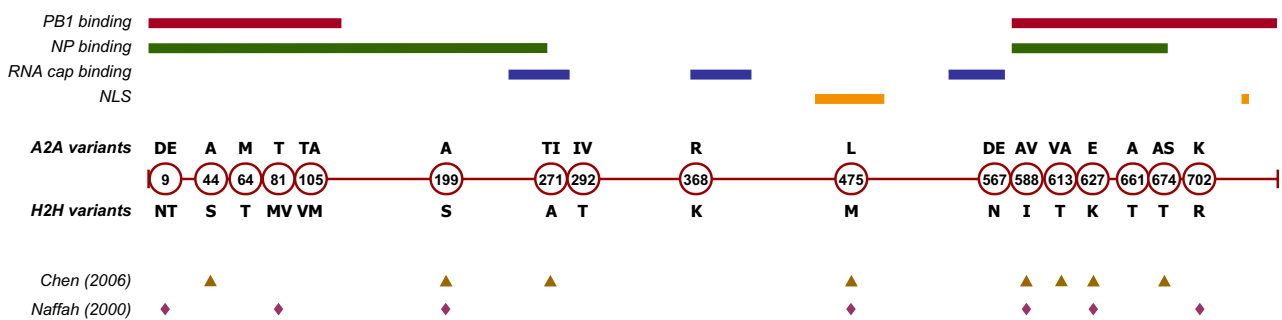 PB1 binding
NP binding
RNA cap binding
NLS
A2A variants DE A M T TA A TI IV R L DE AV VA E A AS K
9 44 64 81 105 199 271 292 368 475 567 588 613 627 661 674 702
H2H variants NT S T MV VM S A T K M N I T K T T R
Chen (2006)
Naffah (2000)